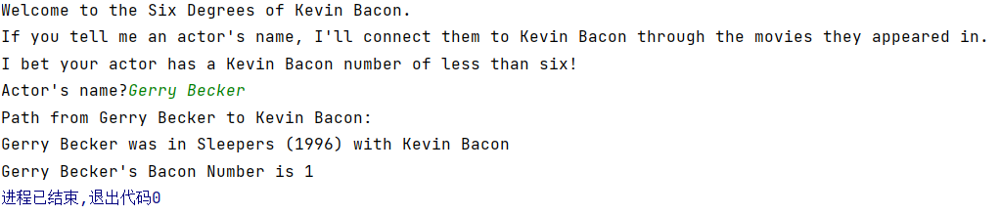 Welcome to the Six Degrees of Kevin Bacon.
If you tell me an actor's name, I'll connect them to Kevin Bacon through the movies they appeared in.
I bet your actor has a Kevin Bacon number of less than six!
Actor's name?Gerry Becker
Path from Gerry Becker to Kevin Bacon:
Gerry Becker was in Sleepers (1996) with Kevin Bacon
Gerry Becker's Bacon Number is 1
进程已结束,退出代码0